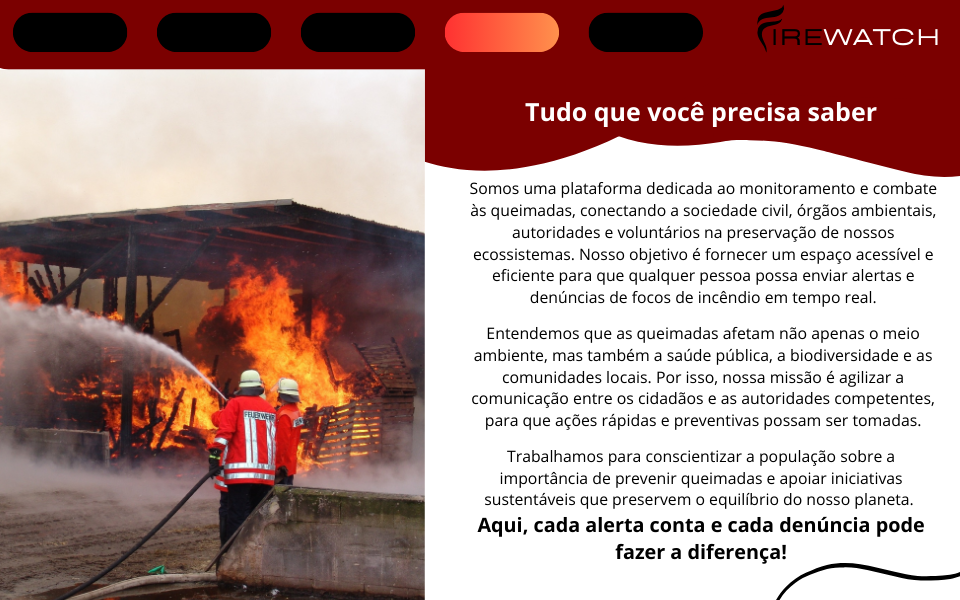 FIREWATCH
Tudo que você precisa saber
Somos uma plataforma dedicada ao monitoramento e combate
às queimadas, conectando a sociedade civil, órgãos ambientais,
autoridades e voluntários na preservação de nossos
ecossistemas. Nosso objetivo é fornecer um espaço acessível e
eficiente para que qualquer pessoa possa enviar alertas e
denúncias de focos de incêndio em tempo real.
Entendemos que as queimadas afetam não apenas o meio
ambiente, mas também a saúde pública, a biodiversidade e as
comunidades locais. Por isso, nossa missão é agilizar a
comunicação entre os cidadãos e as autoridades competentes,
para que ações rápidas e preventivas possam ser tomadas.
Trabalhamos para conscientizar a população sobre a
importância de prevenir queimadas e apoiar iniciativas
sustentáveis que preservem o equilíbrio do nosso planeta.
Aqui, cada alerta conta e cada denúncia pode
fazer a diferença!
FEUERWEHR